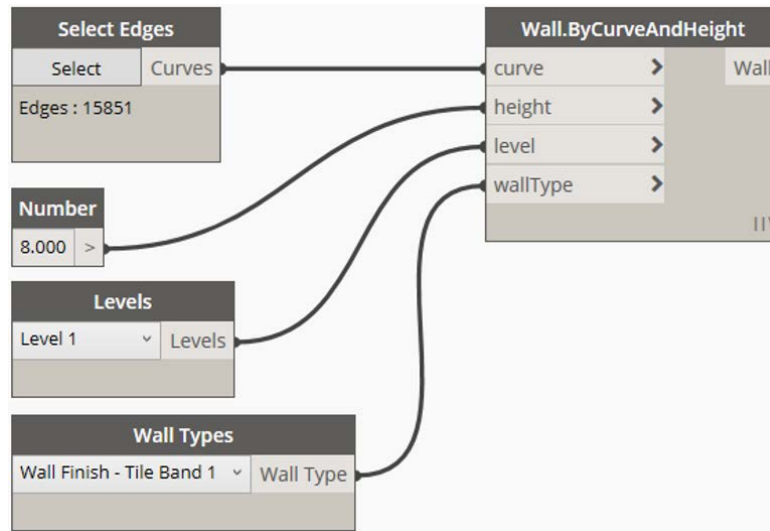 Select Edges
Select Curves
Edges : 15851
Number
8.000 >
Levels
Level 1 Levels
Wall Types
Wall Finish - Tile Band 1 Wall Type
Wall.ByCurveAndHeight
curve > Wall
height >
level >
wallType >